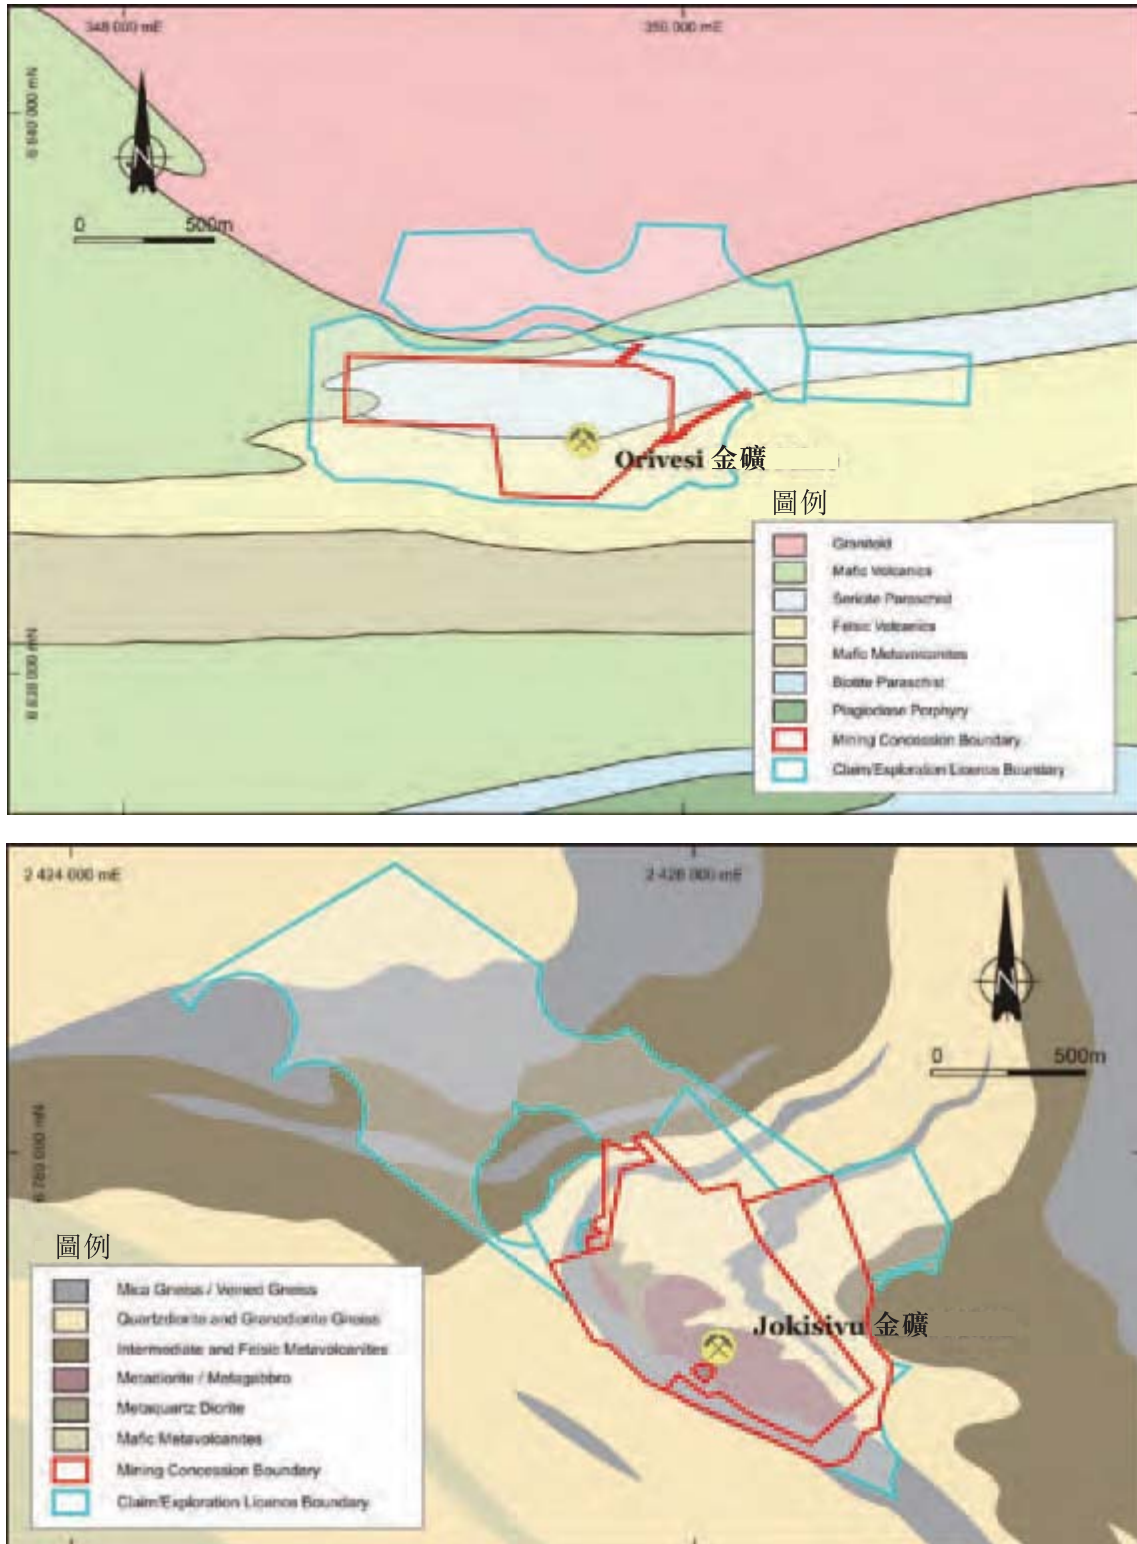 348 000 mE
350 000 mE
6 840 000 mN
N
0 500m
Orivesi 金礦
圖例
Granitoid
Mafic Volcanics
Sericite Paraschist
Felsic Volcanics
Mafic Metavolcanites
Biotite Paraschist
Plagioclase Porphyry
Mining Concession Boundary
Claim/Exploration Licence Boundary
6 838 000 mN
2 424 000 mE
2 426 000 mE
N
0 500m
6 789 000 mN
圖例
Mica Gneiss / Veined Gneiss
Quartzdiorite and Granodiorite Gneiss
Intermediate and Felsic Metavolcanites
Metadiorite / Metagabbro
Metaquartz Diorite
Mafic Metavolcanites
Mining Concession Boundary
Claim/Exploration Licence Boundary
Jokisivu 金礦